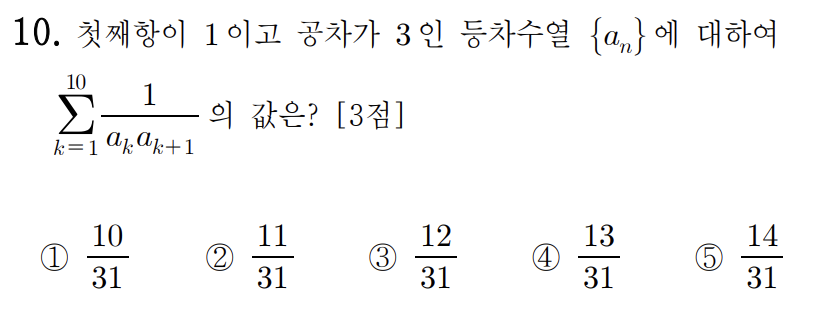 10. 첫째항이 1이고 공차가 3인 등차수열 {aₙ}에 대하여
$\sum_{k=1}^{10} \frac{1}{a_k a_{k+1}}$ 의 값은? [3점]
① $\frac{10}{31}$ ② $\frac{11}{31}$ ③ $\frac{12}{31}$ ④ $\frac{13}{31}$ ⑤ $\frac{14}{31}$